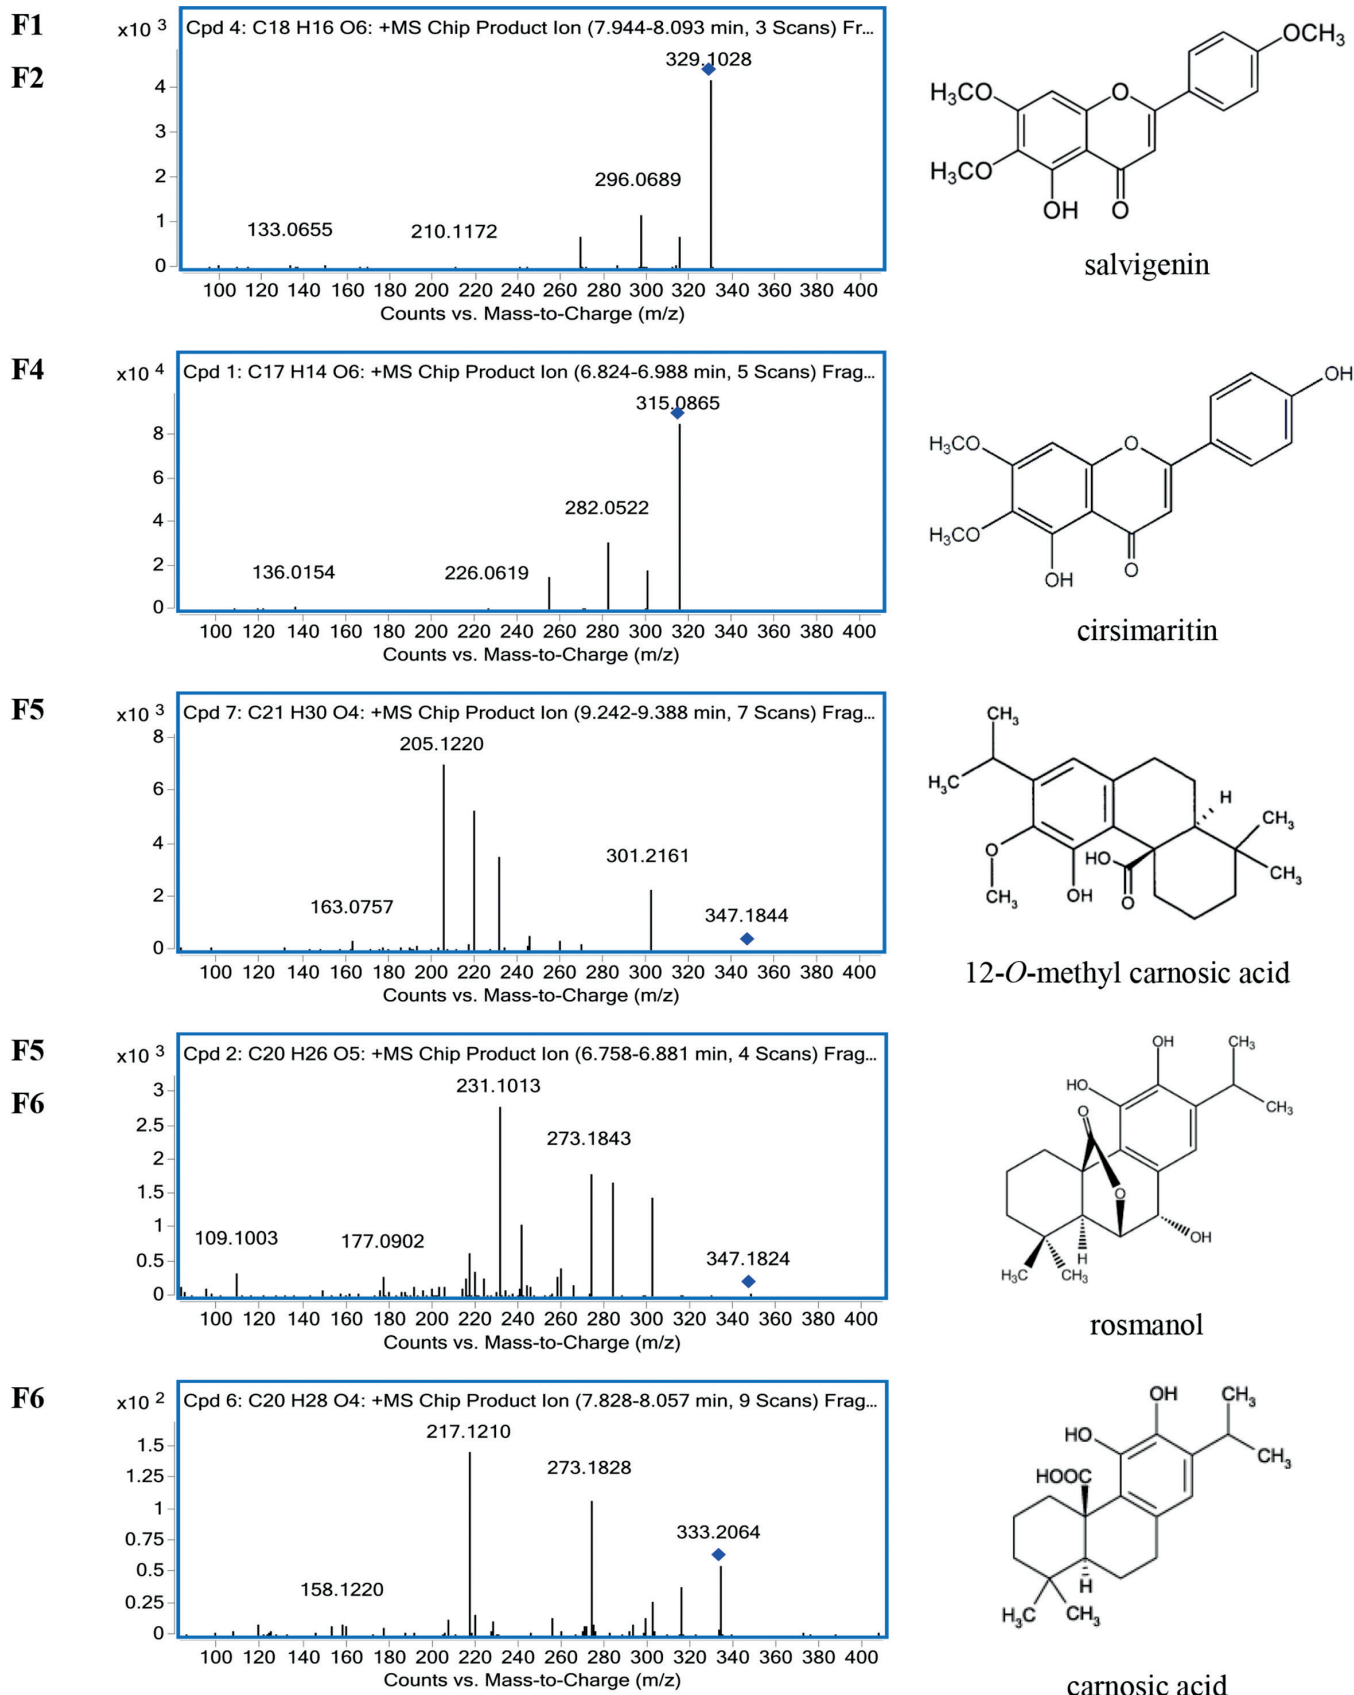 F1
F2
x10 3
Cpd 4: C18 H16 O6: +MS Chip Product Ion (7.944-8.093 min, 3 Scans) Fr...
329.1028
4
3
296.0689
2
133.0655 210.1172
1
0
100 120 140 160 180 200 220 240 260 280 300 320 340 360 380 400
Counts vs. Mass-to-Charge (m/z)
OCH3
H3CO
O
H3CO
OH O
salvigenin
F4
x10 4
Cpd 1: C17 H14 O6: +MS Chip Product Ion (6.824-6.988 min, 5 Scans) Frag...
315.0865
8
6
282.0522
4
136.0154 226.0619
2
0
100 120 140 160 180 200 220 240 260 280 300 320 340 360 380 400
Counts vs. Mass-to-Charge (m/z)
OH
H3CO
O
H3CO
OH O
cirsimaritin
F5
x10 3
Cpd 7: C21 H30 O4: +MS Chip Product Ion (9.242-9.388 min, 7 Scans) Frag...
8
205.1220
6
4
301.2161
163.0757 347.1844
2
0
100 120 140 160 180 200 220 240 260 280 300 320 340 360 380 400
Counts vs. Mass-to-Charge (m/z)
CH3
H3C
H
CH3
O
HO
CH3
CH3
OH
O
12-O-methyl carnosic acid
F5
F6
x10 3
Cpd 2: C20 H26 O5: +MS Chip Product Ion (6.758-6.881 min, 4 Scans) Frag...
231.1013
3
2.5
273.1843
2
1.5
109.1003 177.0902 347.1824
1
0.5
0
100 120 140 160 180 200 220 240 260 280 300 320 340 360 380 400
Counts vs. Mass-to-Charge (m/z)
OH CH3
HO
CH3
O
O
OH
H
H3C CH3
rosmanol
F6
x10 2
Cpd 6: C20 H28 O4: +MS Chip Product Ion (7.828-8.057 min, 9 Scans) Frag...
217.1210
1.5
273.1828
1.25
1
333.2064
0.75
0.5
158.1220
0.25
0
100 120 140 160 180 200 220 240 260 280 300 320 340 360 380 400
Counts vs. Mass-to-Charge (m/z)
OH CH3
HO
CH3
HOOC
H
H3C CH3
carnosic acid